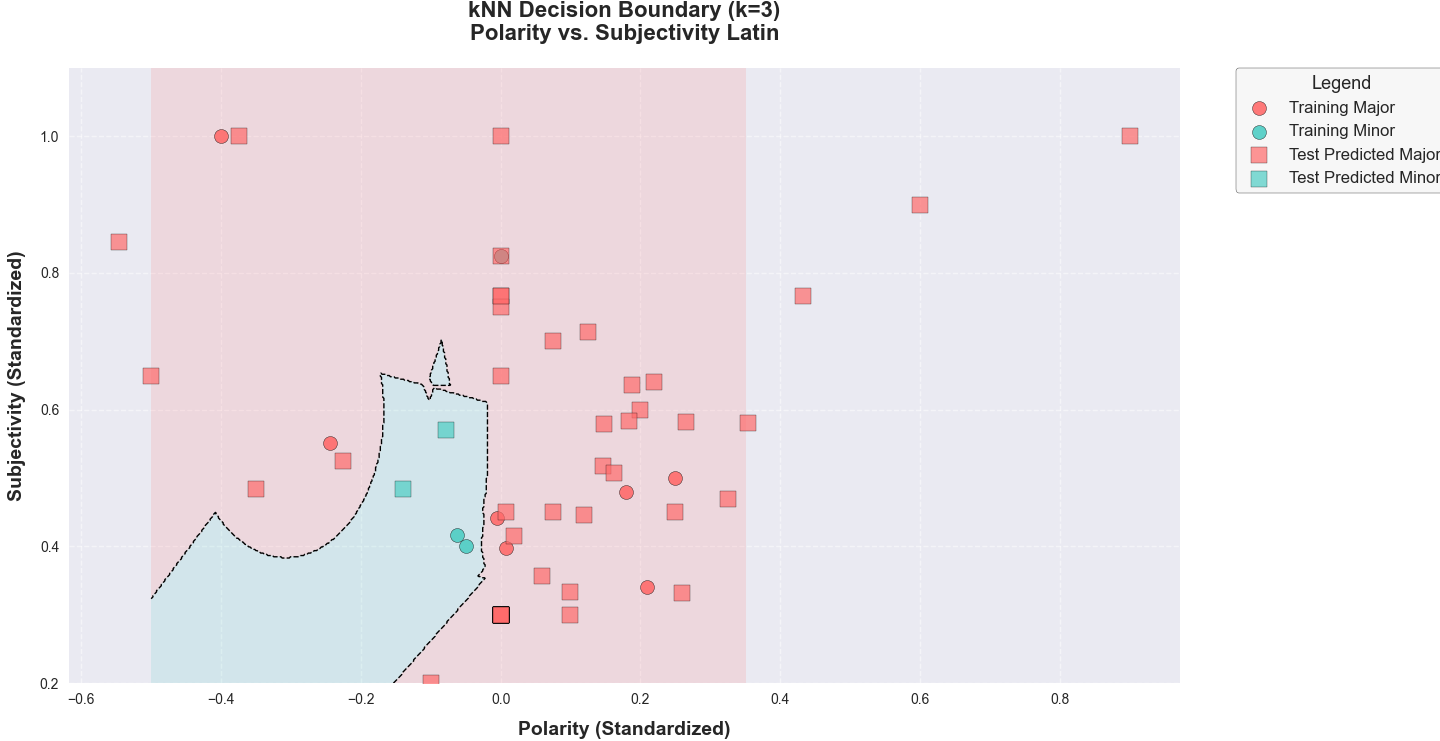 kNN Decision Boundary (k=3)
Polarity vs. Subjectivity Latin
Legend
Training Major
Training Minor
Test Predicted Major
Test Predicted Minor
Subjectivity (Standardized)
1.0
0.8
0.6
0.4
0.2
−0.6
−0.4
−0.2
0.0
0.2
0.4
0.6
0.8
Polarity (Standardized)